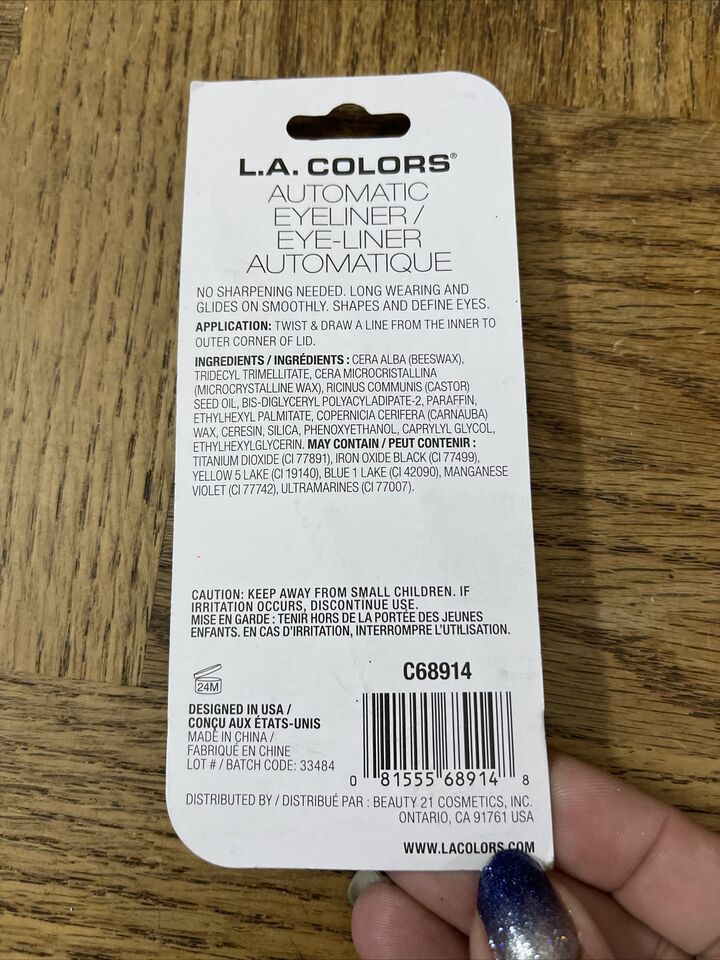 L.A. COLORS®
AUTOMATIC
EYELINER /
EYE-LINER
AUTOMATIQUE
NO SHARPENING NEEDED. LONG WEARING AND
GLIDES ON SMOOTHLY. SHAPES AND DEFINE EYES.
APPLICATION: TWIST & DRAW A LINE FROM THE INNER TO
OUTER CORNER OF LID.
INGREDIENTS / INGRÉDIENTS : CERA ALBA (BEESWAX),
TRIDECYL TRIMELLITATE, CERA MICROCRISTALLINA
(MICROCRYSTALLINE WAX), RICINUS COMMUNIS (CASTOR)
SEED OIL, BIS-DIGLYCERYL POLYACYLADIPATE-2, PARAFFIN,
ETHYLHEXYL PALMITATE, COPERNICIA CERIFERA (CARNAUBA)
WAX, CERESIN, SILICA, PHENOXYETHANOL, CAPRYLYL GLYCOL,
ETHYLHEXYLGLYCERIN. MAY CONTAIN / PEUT CONTENIR :
TITANIUM DIOXIDE (CI 77891), IRON OXIDE BLACK (CI 77499),
YELLOW 5 LAKE (CI 19140), BLUE 1 LAKE (CI 42090), MANGANESE
VIOLET (CI 77742), ULTRAMARINES (CI 77007).
CAUTION: KEEP AWAY FROM SMALL CHILDREN. IF
IRRITATION OCCURS, DISCONTINUE USE.
MISE EN GARDE : TENIR HORS DE LA PORTÉE DES JEUNES
ENFANTS. EN CAS D'IRRITATION, INTERROMPRE L'UTILISATION.
24M
C68914
DESIGNED IN USA /
CONÇU AUX ÉTATS-UNIS
MADE IN CHINA /
FABRIQUÉ EN CHINE
LOT # / BATCH CODE: 33484
0 81555 68914 8
DISTRIBUTED BY / DISTRIBUÉ PAR : BEAUTY 21 COSMETICS, INC.
ONTARIO, CA 91761 USA
WWW.LACOLORS.COM